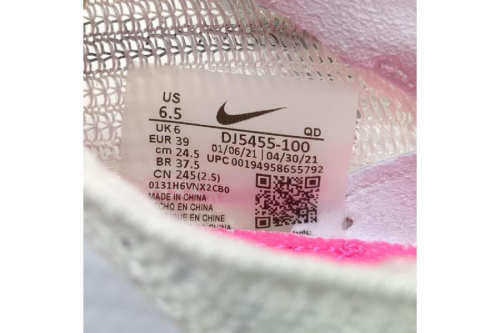 US
6.5
UK 6
EUR 39
cm 24.5
BR 37.5
CN 245(2.5)
0131H6VNX2CB0
MADE IN CHINA
HECHO EN CHINA
FABRIQUE EN CHINE
QD
DJ5455-100
01/06/21 | 04/30/21
UPC 00194958655792